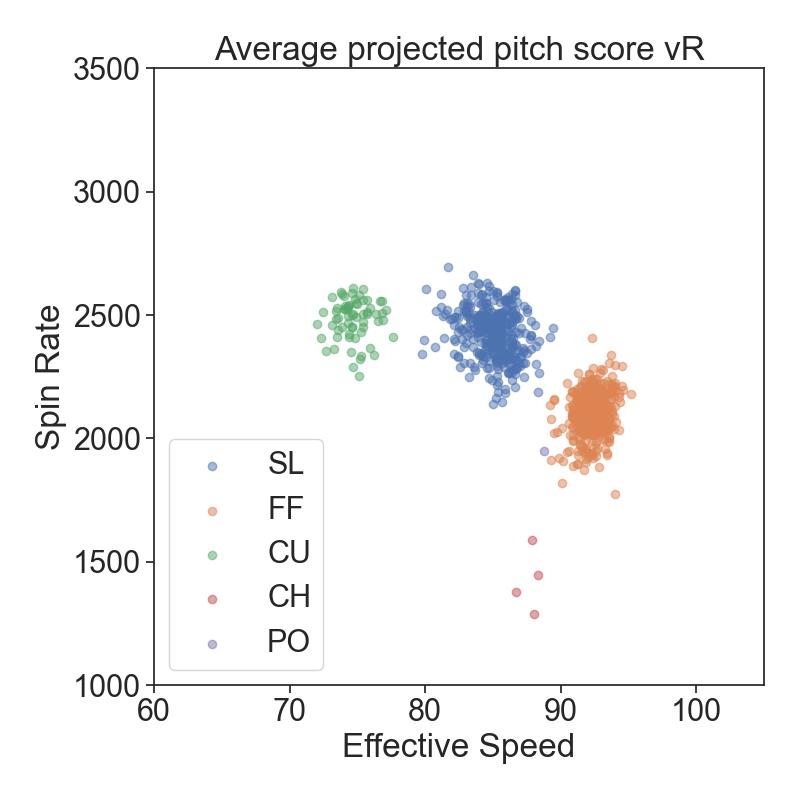 Average projected pitch score vR
3500
3000
2500
2000
1500
1000
Spin Rate
SL
FF
CU
CH
PO
60 70 80 90 100
Effective Speed